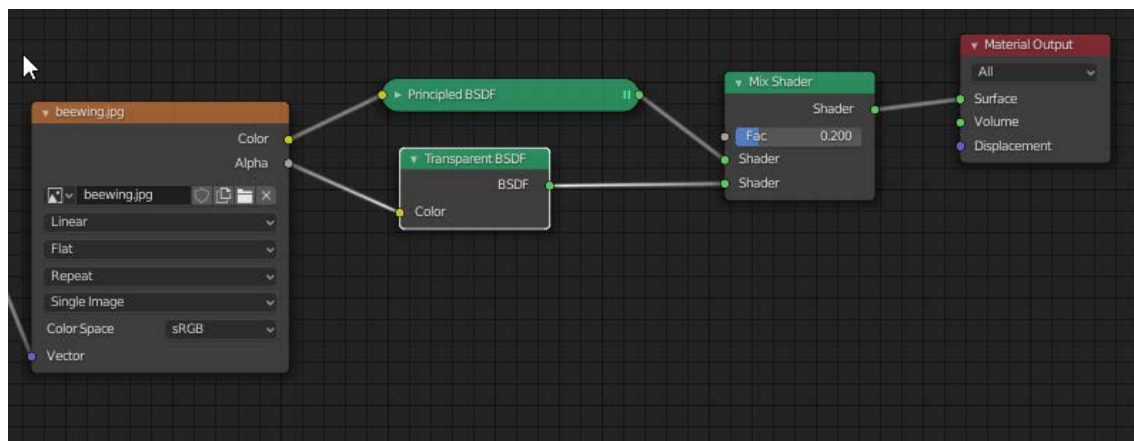 beewing.jpg
Color
Alpha
beewing.jpg
Linear
Flat
Repeat
Single Image
Color Space sRGB
Vector
Principled BSDF
Transparent BSDF
BSDF
Color
Mix Shader
Shader
Fac 0.200
Shader
Shader
Material Output
All
Surface
Volume
Displacement